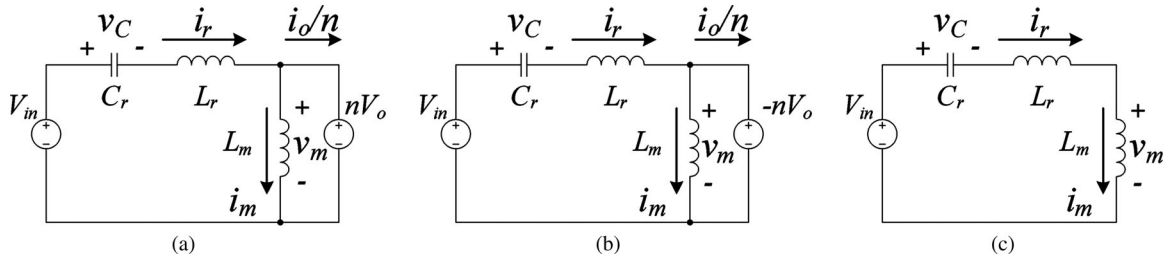 v_C i_r i_o/n v_C i_r i_o/n v_C i_r
+ - + - + -
C_r L_r C_r L_r C_r L_r
V_in + - L_m + v_m - nV_o + - V_in + - L_m + v_m - -nV_o + - V_in + - L_m + v_m -
i_m i_m i_m
(a) (b) (c)